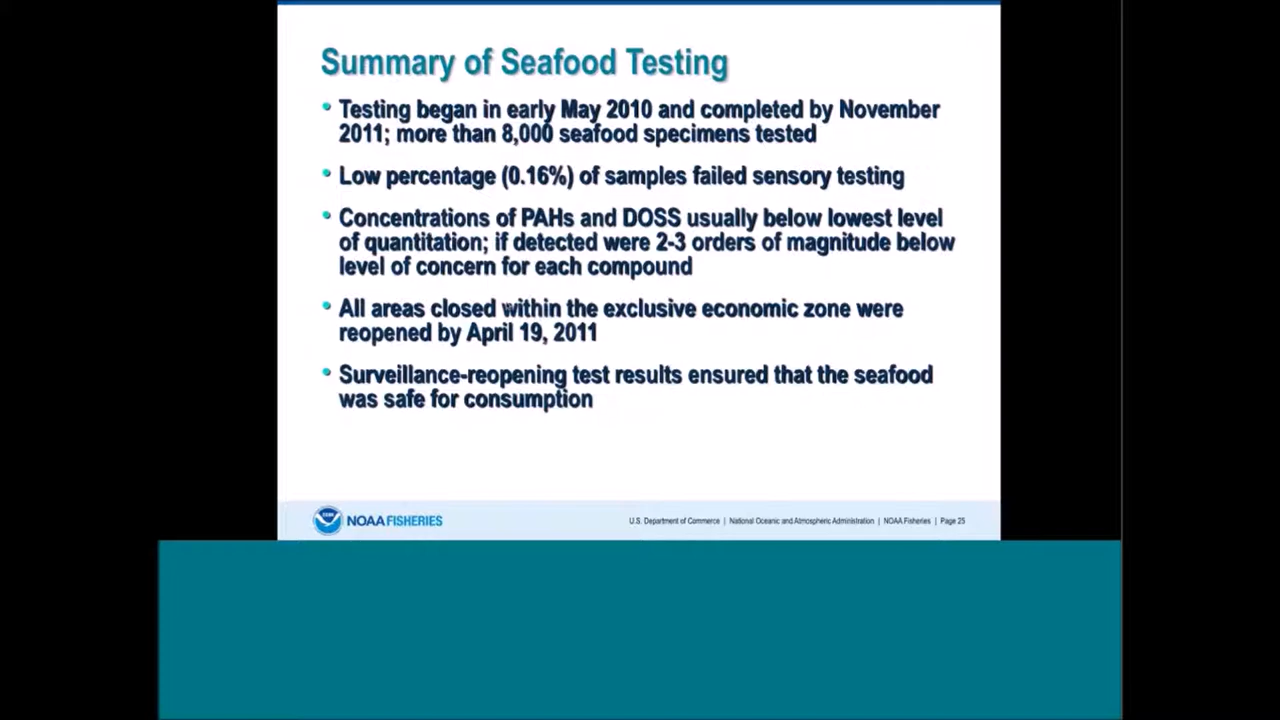 Summary of Seafood Testing
• Testing began in early May 2010 and completed by November
2011; more than 8,000 seafood specimens tested
• Low percentage (0.16%) of samples failed sensory testing
• Concentrations of PAHs and DOSS usually below lowest level
of quantitation; if detected were 2-3 orders of magnitude below
level of concern for each compound
• All areas closed within the exclusive economic zone were
reopened by April 19, 2011
• Surveillance-reopening test results ensured that the seafood
was safe for consumption
NOAA FISHERIES
U.S. Department of Commerce | National Oceanic and Atmospheric Administration | NOAA Fisheries | Page 25